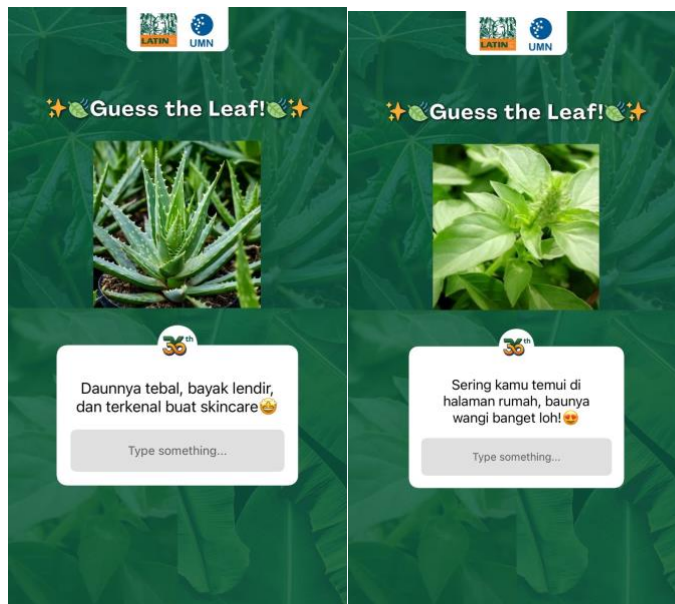 LATIN
UMN
✨🍃Guess the Leaf!🍃✨
36th
Daunnya tebal, bayak lendir,
dan terkenal buat skincare🤩
Type something...
LATIN
UMN
✨🍃Guess the Leaf!🍃✨
36th
Sering kamu temui di
halaman rumah, baunya
wangi banget loh!😍
Type something...